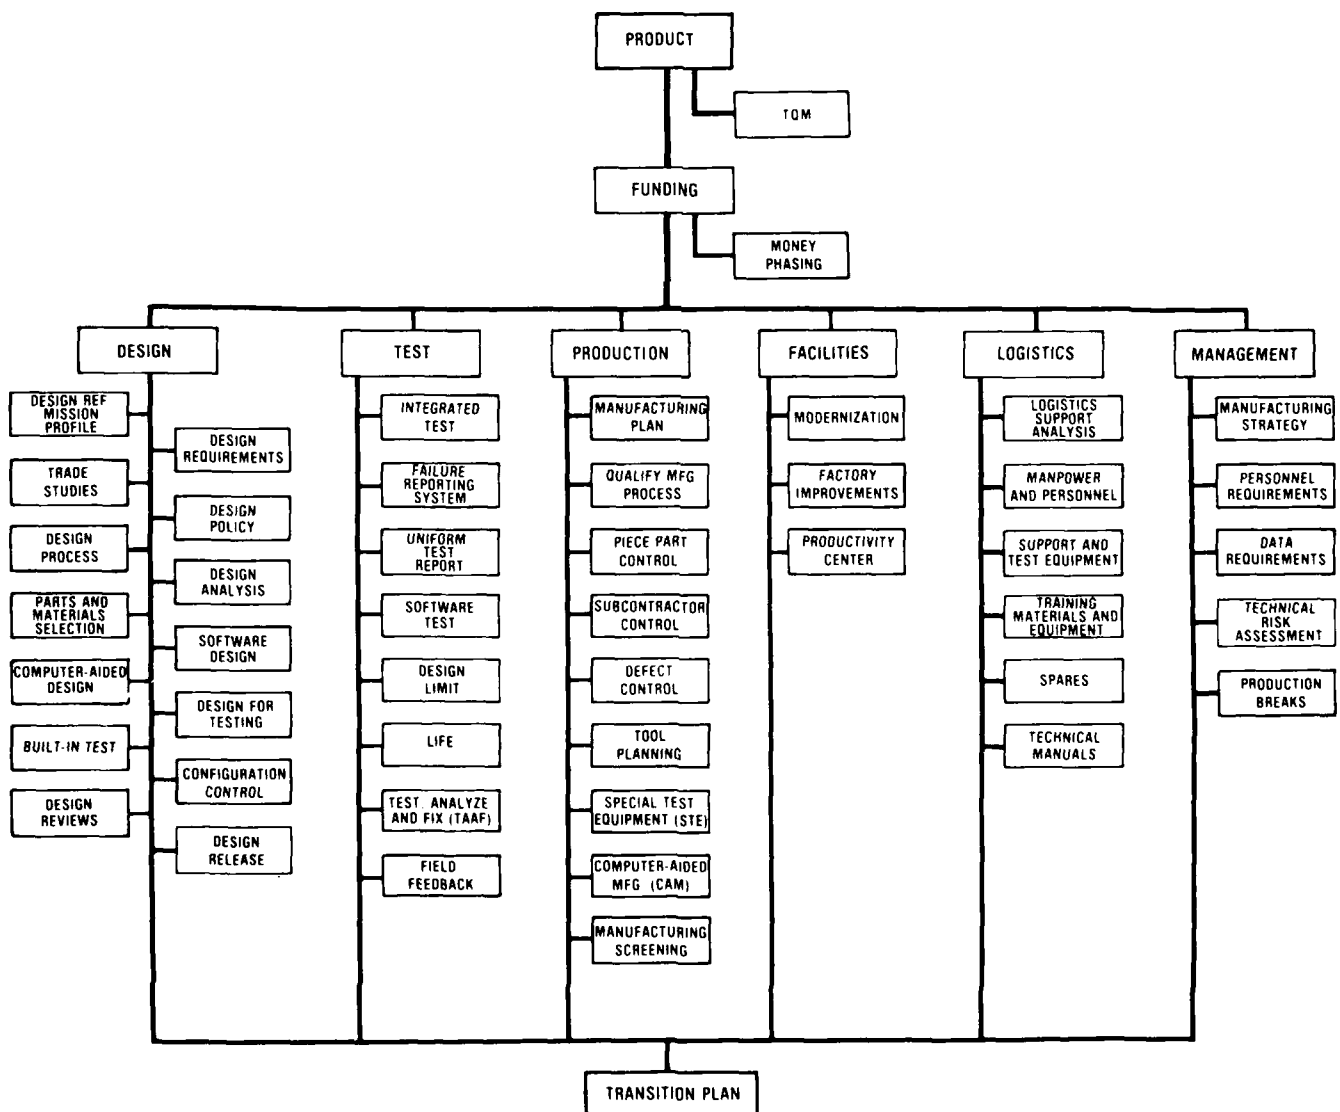 PRODUCT
TQM
FUNDING
MONEY
PHASING
DESIGN
DESIGN REF
MISSION
PROFILE
DESIGN
REQUIREMENTS
TRADE
STUDIES
DESIGN
POLICY
DESIGN
PROCESS
DESIGN
ANALYSIS
PARTS AND
MATERIALS
SELECTION
SOFTWARE
DESIGN
COMPUTER-AIDED
DESIGN
DESIGN FOR
TESTING
BUILT-IN TEST
CONFIGURATION
CONTROL
DESIGN
REVIEWS
DESIGN
RELEASE
TEST
INTEGRATED
TEST
FAILURE
REPORTING
SYSTEM
UNIFORM
TEST
REPORT
SOFTWARE
TEST
DESIGN
LIMIT
LIFE
TEST, ANALYZE
AND FIX (TAAF)
FIELD
FEEDBACK
PRODUCTION
MANUFACTURING
PLAN
QUALIFY MFG
PROCESS
PIECE PART
CONTROL
SUBCONTRACTOR
CONTROL
DEFECT
CONTROL
TOOL
PLANNING
SPECIAL TEST
EQUIPMENT (STE)
COMPUTER-AIDED
MFG (CAM)
MANUFACTURING
SCREENING
FACILITIES
MODERNIZATION
FACTORY
IMPROVEMENTS
PRODUCTIVITY
CENTER
LOGISTICS
LOGISTICS
SUPPORT
ANALYSIS
MANPOWER
AND PERSONNEL
SUPPORT AND
TEST EQUIPMENT
TRAINING
MATERIALS AND
EQUIPMENT
SPARES
TECHNICAL
MANUALS
MANAGEMENT
MANUFACTURING
STRATEGY
PERSONNEL
REQUIREMENTS
DATA
REQUIREMENTS
TECHNICAL
RISK
ASSESSMENT
PRODUCTION
BREAKS
TRANSITION PLAN